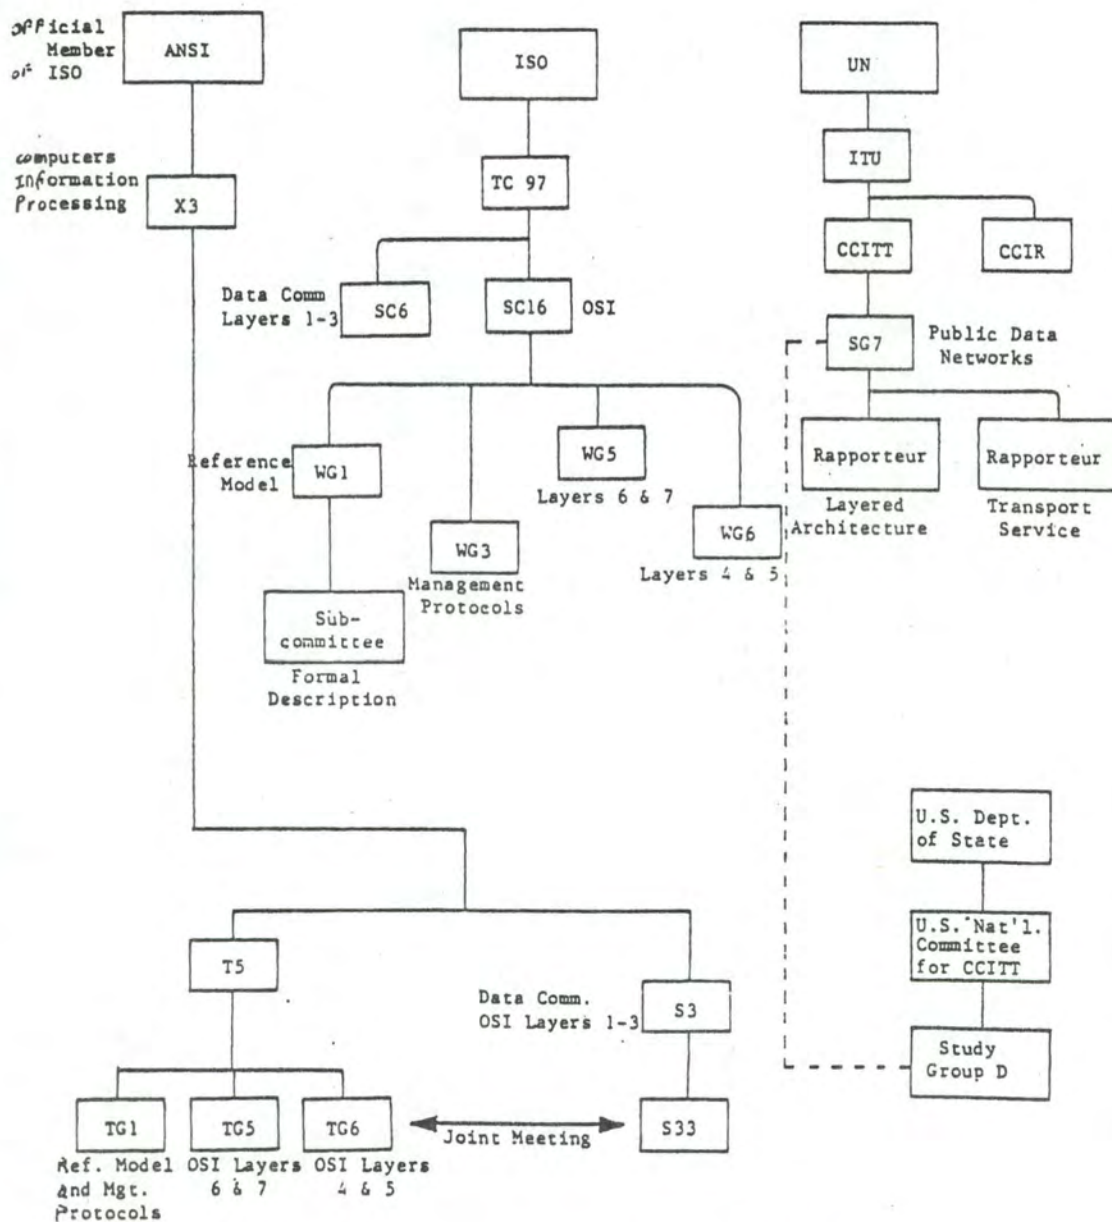 Official
Member
of ISO
ANSI
ISO
UN
computers
Information
Processing
X3
TC 97
ITU
CCITT
CCIR
Data Comm
Layers 1-3
SC6
SC16
OSI
SG7
Public Data
Networks
Reference
Model
WG1
WG3
Management
Protocols
WG5
Layers 6 & 7
WG6
Layers 4 & 5
Rapporteur
Layered
Architecture
Rapporteur
Transport
Service
Sub-
committee
Formal
Description
U.S. Dept.
of State
U.S. Nat'l.
Committee
for CCITT
Study
Group D
T5
Data Comm.
OSI Layers 1-3
S3
TG1
TG5
TG6
Joint Meeting
S33
Ref. Model
and Mgt.
Protocols
OSI Layers
6 & 7
OSI Layers
4 & 5